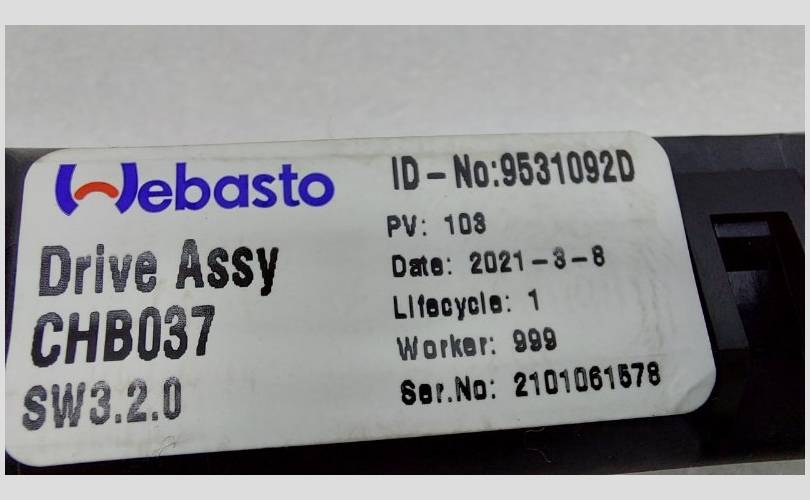 Webasto
Drive Assy
CHB037
SW3.2.0
ID-No:9531092D
PV: 108
Date: 2021-3-8
Lifecycle: 1
Worker: 999
Ser.No: 2101061578